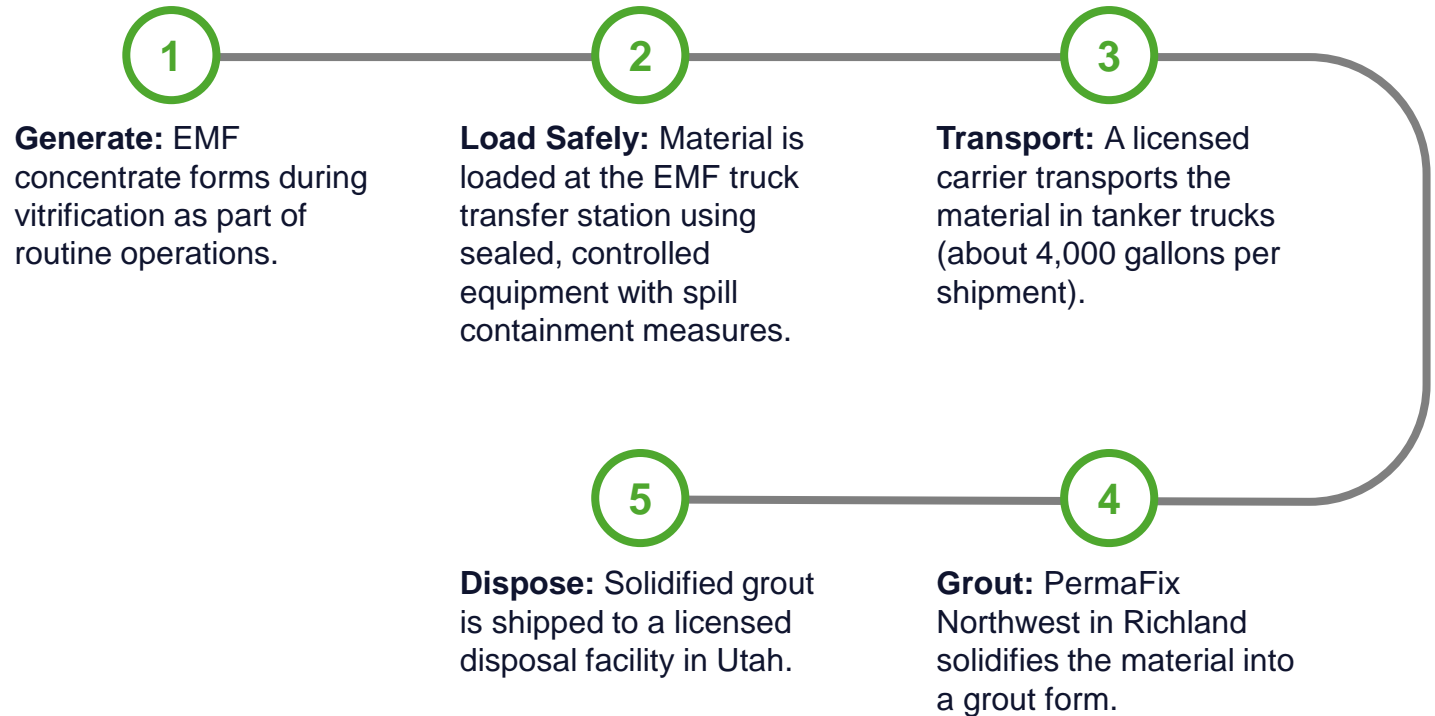 1
Generate: EMF
concentrate forms during
vitrification as part of
routine operations.
2
Load Safely: Material is
loaded at the EMF truck
transfer station using
sealed, controlled
equipment with spill
containment measures.
3
Transport: A licensed
carrier transports the
material in tanker trucks
(about 4,000 gallons per
shipment).
4
Grout: PermaFix
Northwest in Richland
solidifies the material into
a grout form.
5
Dispose: Solidified grout
is shipped to a licensed
disposal facility in Utah.